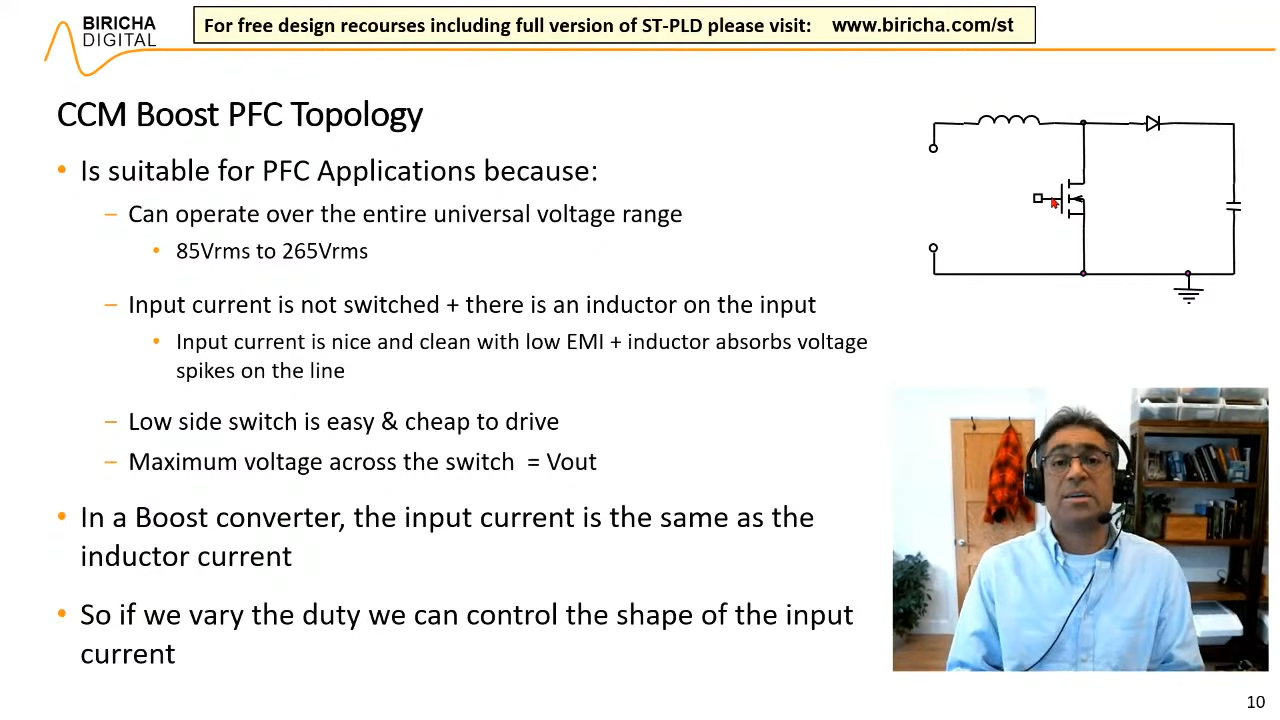 BIRICHA
DIGITAL
For free design recourses including full version of ST-PLD please visit: www.biricha.com/st
CCM Boost PFC Topology
• Is suitable for PFC Applications because:
– Can operate over the entire universal voltage range
• 85Vrms to 265Vrms
– Input current is not switched + there is an inductor on the input
• Input current is nice and clean with low EMI + inductor absorbs voltage
spikes on the line
– Low side switch is easy & cheap to drive
– Maximum voltage across the switch = Vout
• In a Boost converter, the input current is the same as the
inductor current
• So if we vary the duty we can control the shape of the input
current
10